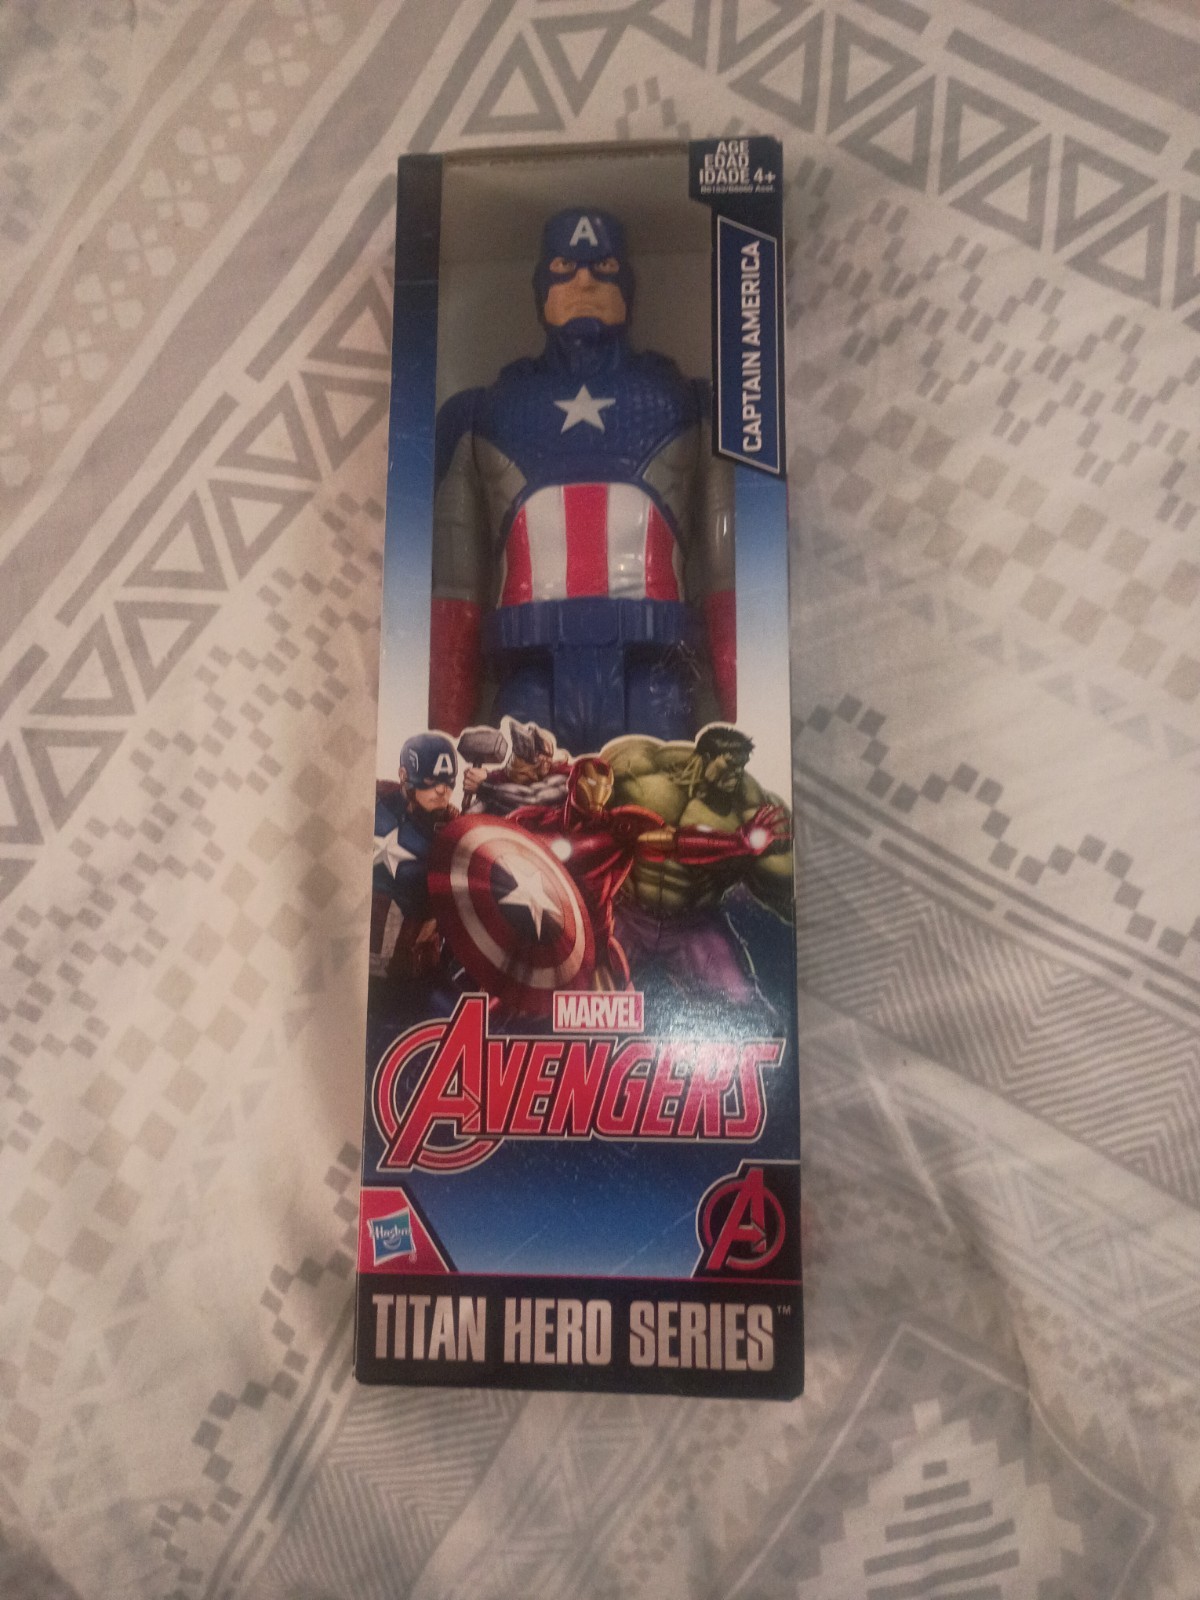 AGE
EDAD
IDADE 4+
CAPTAIN AMERICA
A
A
MARVEL
AVENGERS
Hasbro
A
TITAN HERO SERIES™